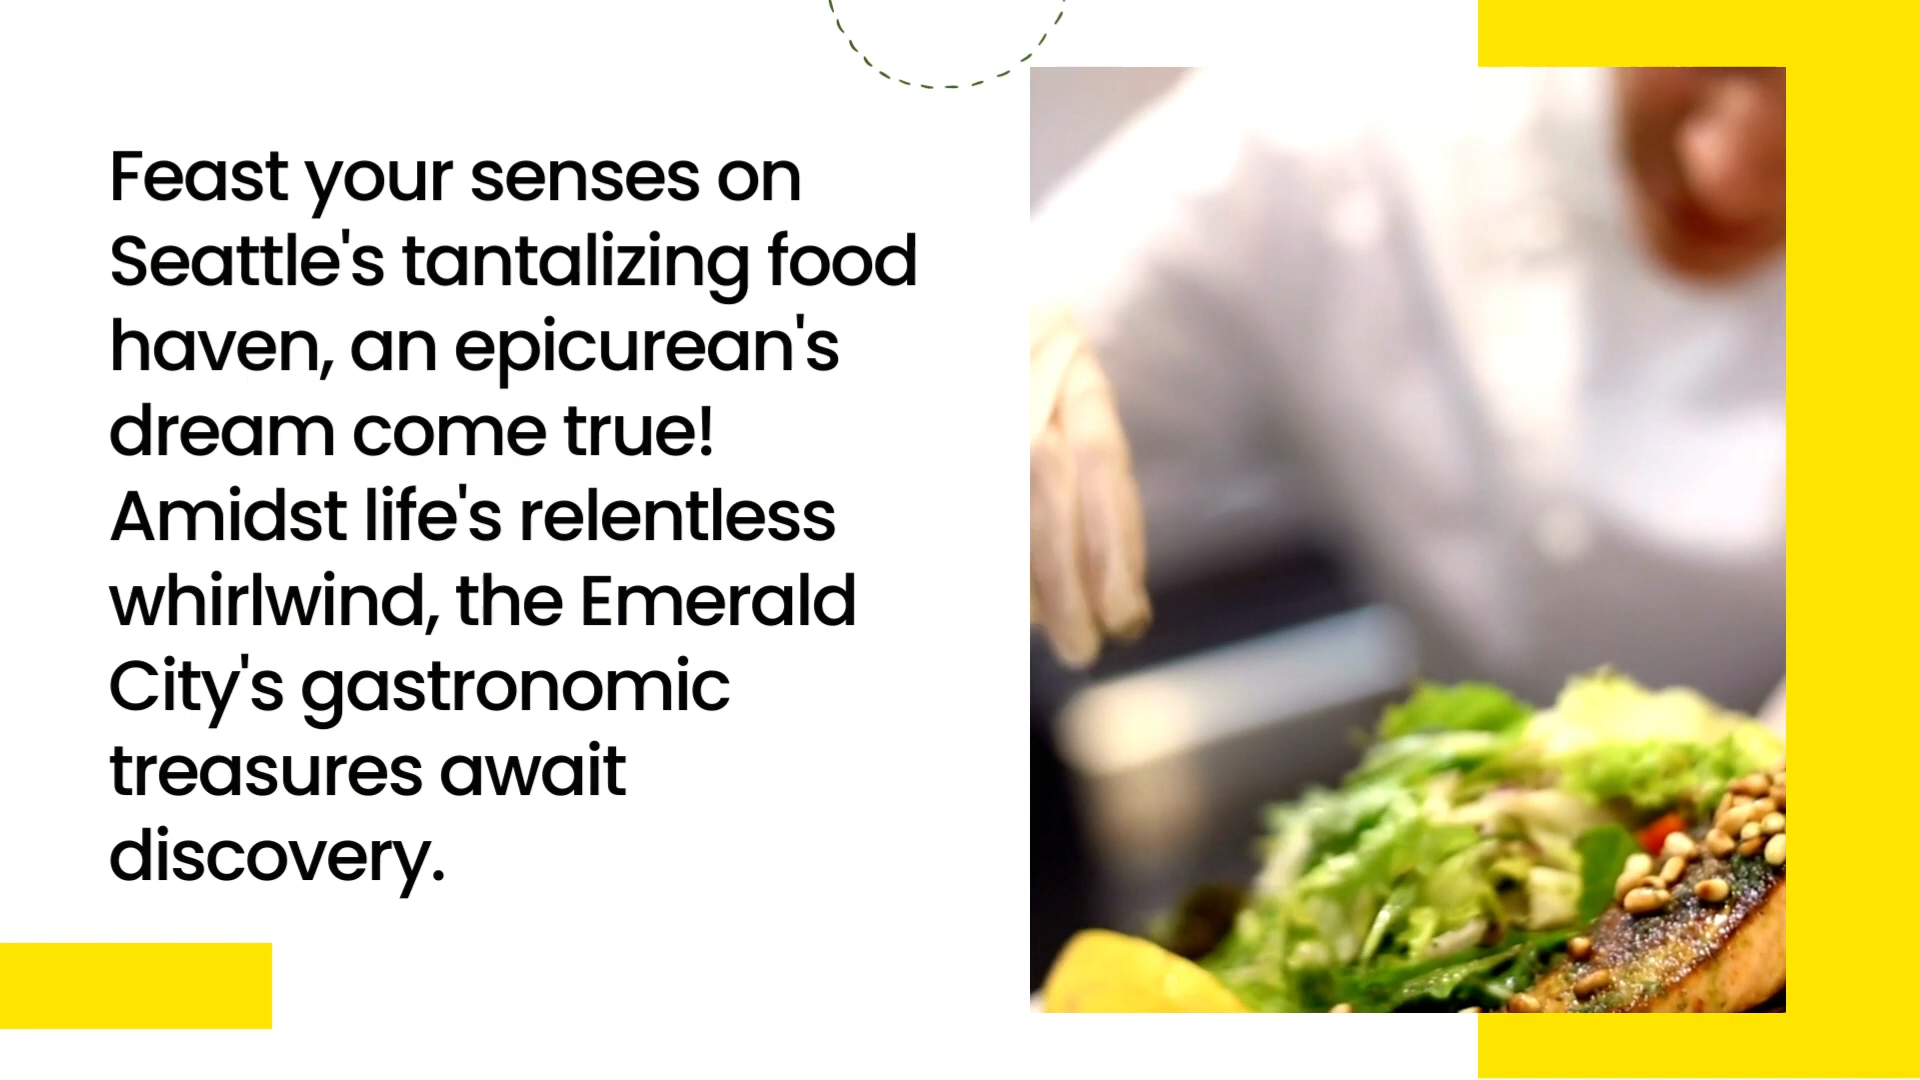 Feast your senses on
Seattle's tantalizing food
haven, an epicurean's
dream come true!
Amidst life's relentless
whirlwind, the Emerald
City's gastronomic
treasures await
discovery.